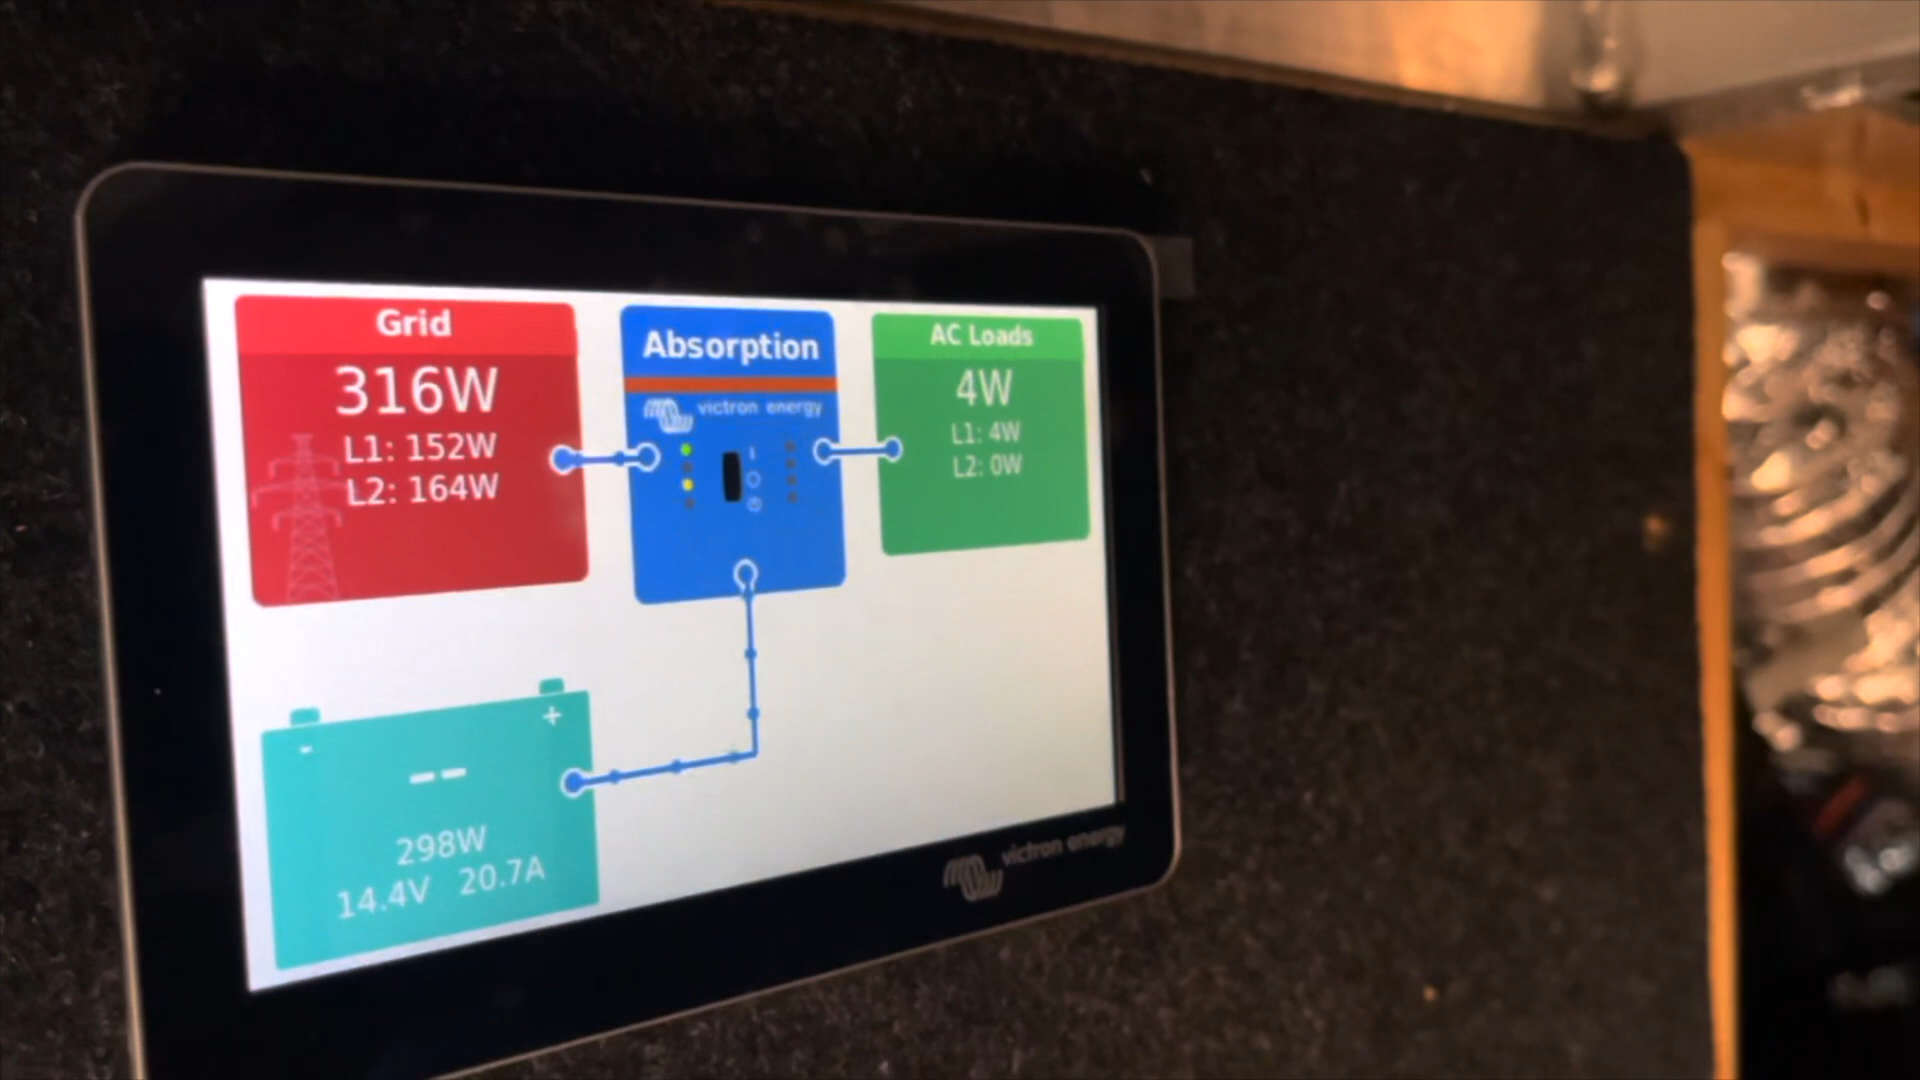 Grid
316W
L1: 152W
L2: 164W
Absorption
victron energy
AC Loads
4W
L1: 4W
L2: 0W
- +
--
298W
14.4V 20.7A
victron energy